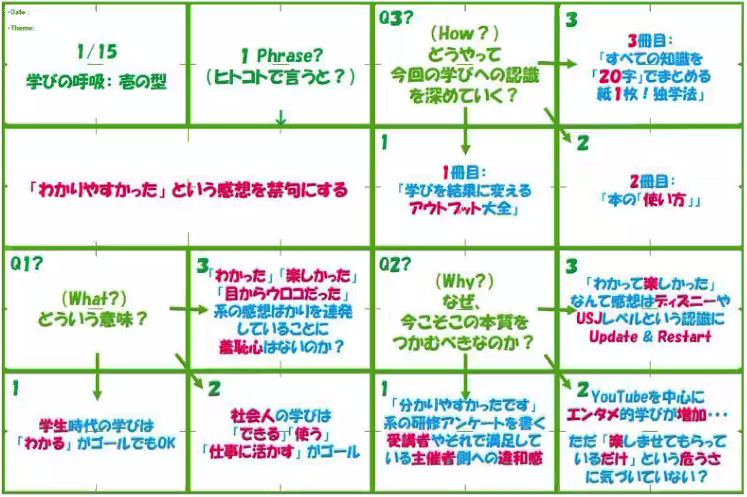 ・Date :
・Theme:
1/15
学びの呼吸: 壱の型
1 Phrase?
(ヒトコトで言うと?)
↓
「わかりやすかった」という感想を禁句にする
Q3?
(How?)
どうやって
今回の学びへの認識
を深めていく?
3
3冊目:
「すべての知識を
「20字」でまとめる
紙1枚!独学法」
1
1冊目:
「学びを結果に変える
アウトプット大全」
2
2冊目:
「本の「使い方」」
Q1?
(What?)
どういう意味?
3
「わかった」「楽しかった」
「目からウロコだった」
系の感想ばかりを連発
していることに
羞恥心はないのか?
1
学生時代の学びは
「わかる」がゴールでもOK
2
社会人の学びは
「できる」「使う」
「仕事に活かす」がゴール
Q2?
(Why?)
なぜ、
今こそこの本質を
つかむべきなのか?
3
「わかって楽しかった」
なんて感想はディズニーや
USJレベルという認識に
Update & Restart
1
「分かりやすかったです」
系の研修アンケートを書く
受講者やそれで満足して
いる主催者側への違和感
2
YouTubeを中心に
エンタメ的学びが増加・・・
ただ「楽しませてもらって
いるだけ」という危うさ
に気づいていない?